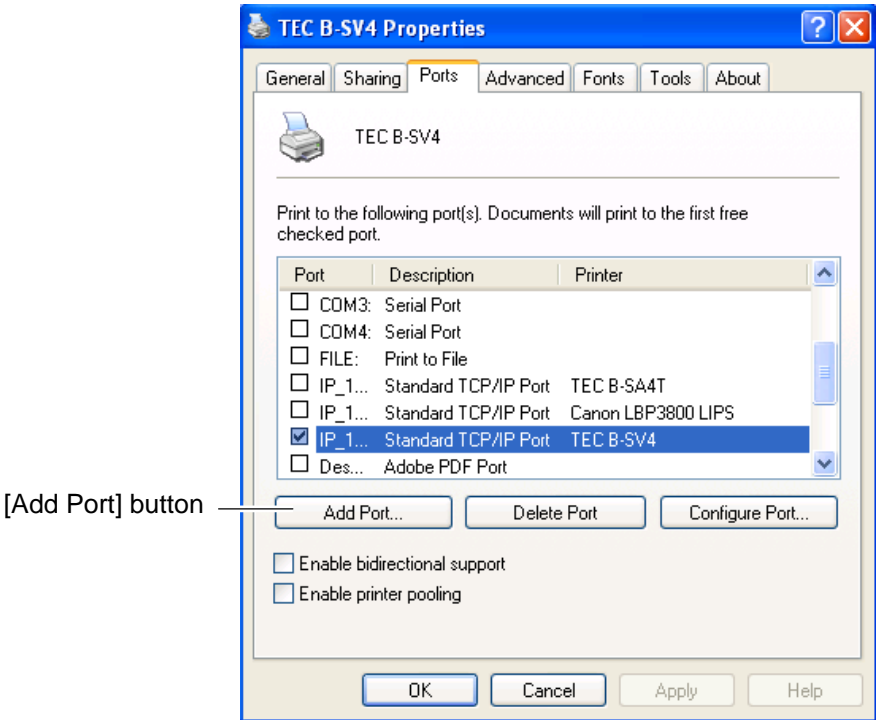 TEC B-SV4 Properties
General Sharing Ports Advanced Fonts Tools About
TEC B-SV4
Print to the following port(s). Documents will print to the first free
checked port.
Port Description Printer
COM3: Serial Port
COM4: Serial Port
FILE: Print to File
IP_1... Standard TCP/IP Port TEC B-SA4T
IP_1... Standard TCP/IP Port Canon LBP3800 LIPS
IP_1... Standard TCP/IP Port TEC B-SV4
Des... Adobe PDF Port
[Add Port] button
Add Port... Delete Port Configure Port...
Enable bidirectional support
Enable printer pooling
OK Cancel Apply Help